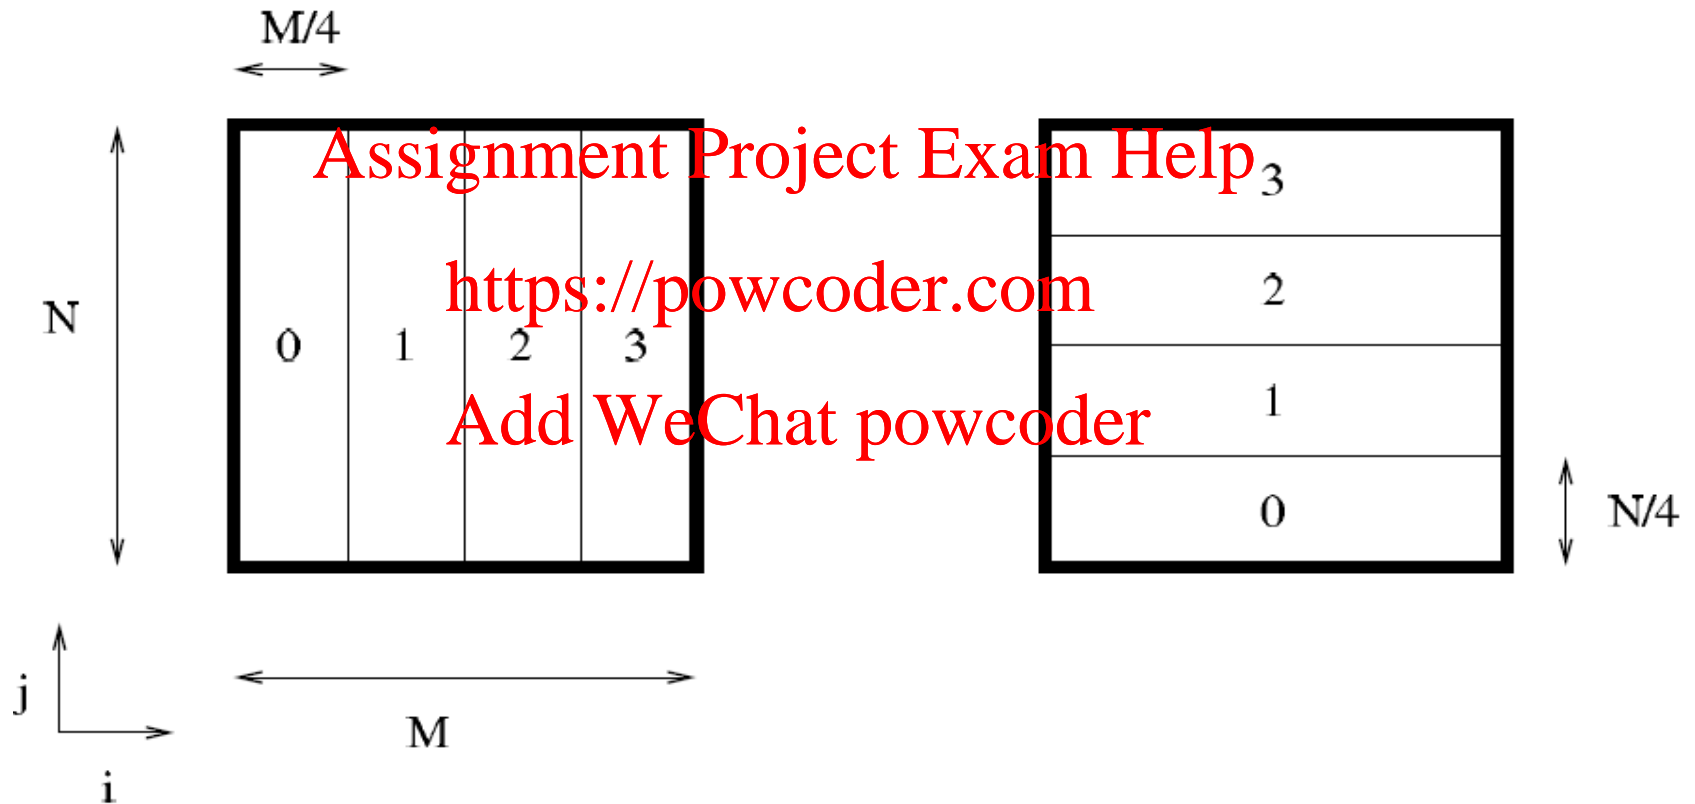 M/4
Assignment Project Exam Help
3
https://powcoder.com
2
N
0 1 2 3
1
Add WeChat powcoder
0
N/4
j
M
i